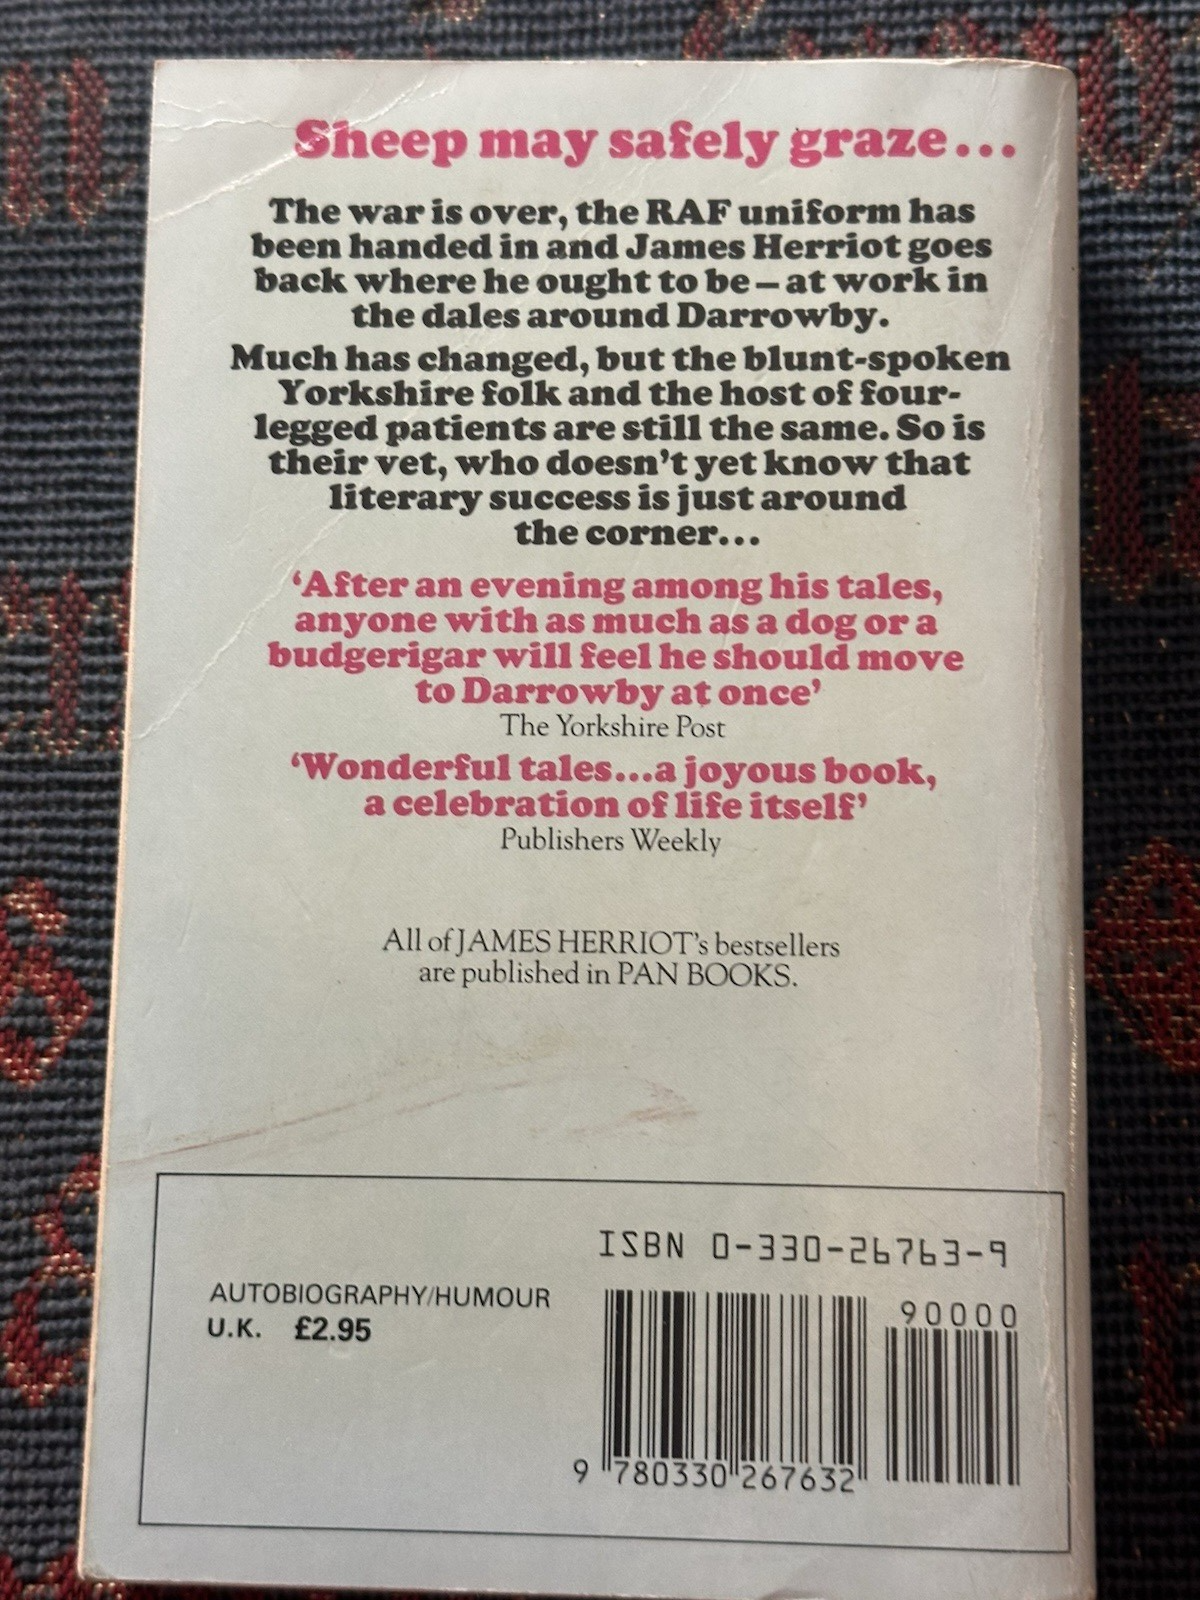 Sheep may safely graze...
The war is over, the RAF uniform has
been handed in and James Herriot goes
back where he ought to be – at work in
the dales around Darrowby.
Much has changed, but the blunt-spoken
Yorkshire folk and the host of four-
legged patients are still the same. So is
their vet, who doesn't yet know that
literary success is just around
the corner...
‘After an evening among his tales,
anyone with as much as a dog or a
budgerigar will feel he should move
to Darrowby at once’
The Yorkshire Post
‘Wonderful tales...a joyous book,
a celebration of life itself’
Publishers Weekly
All of JAMES HERRIOT's bestsellers
are published in PAN BOOKS.
ISBN 0-330-26763-9
AUTOBIOGRAPHY/HUMOUR
U.K. £2.95
90000
9 780330 267632